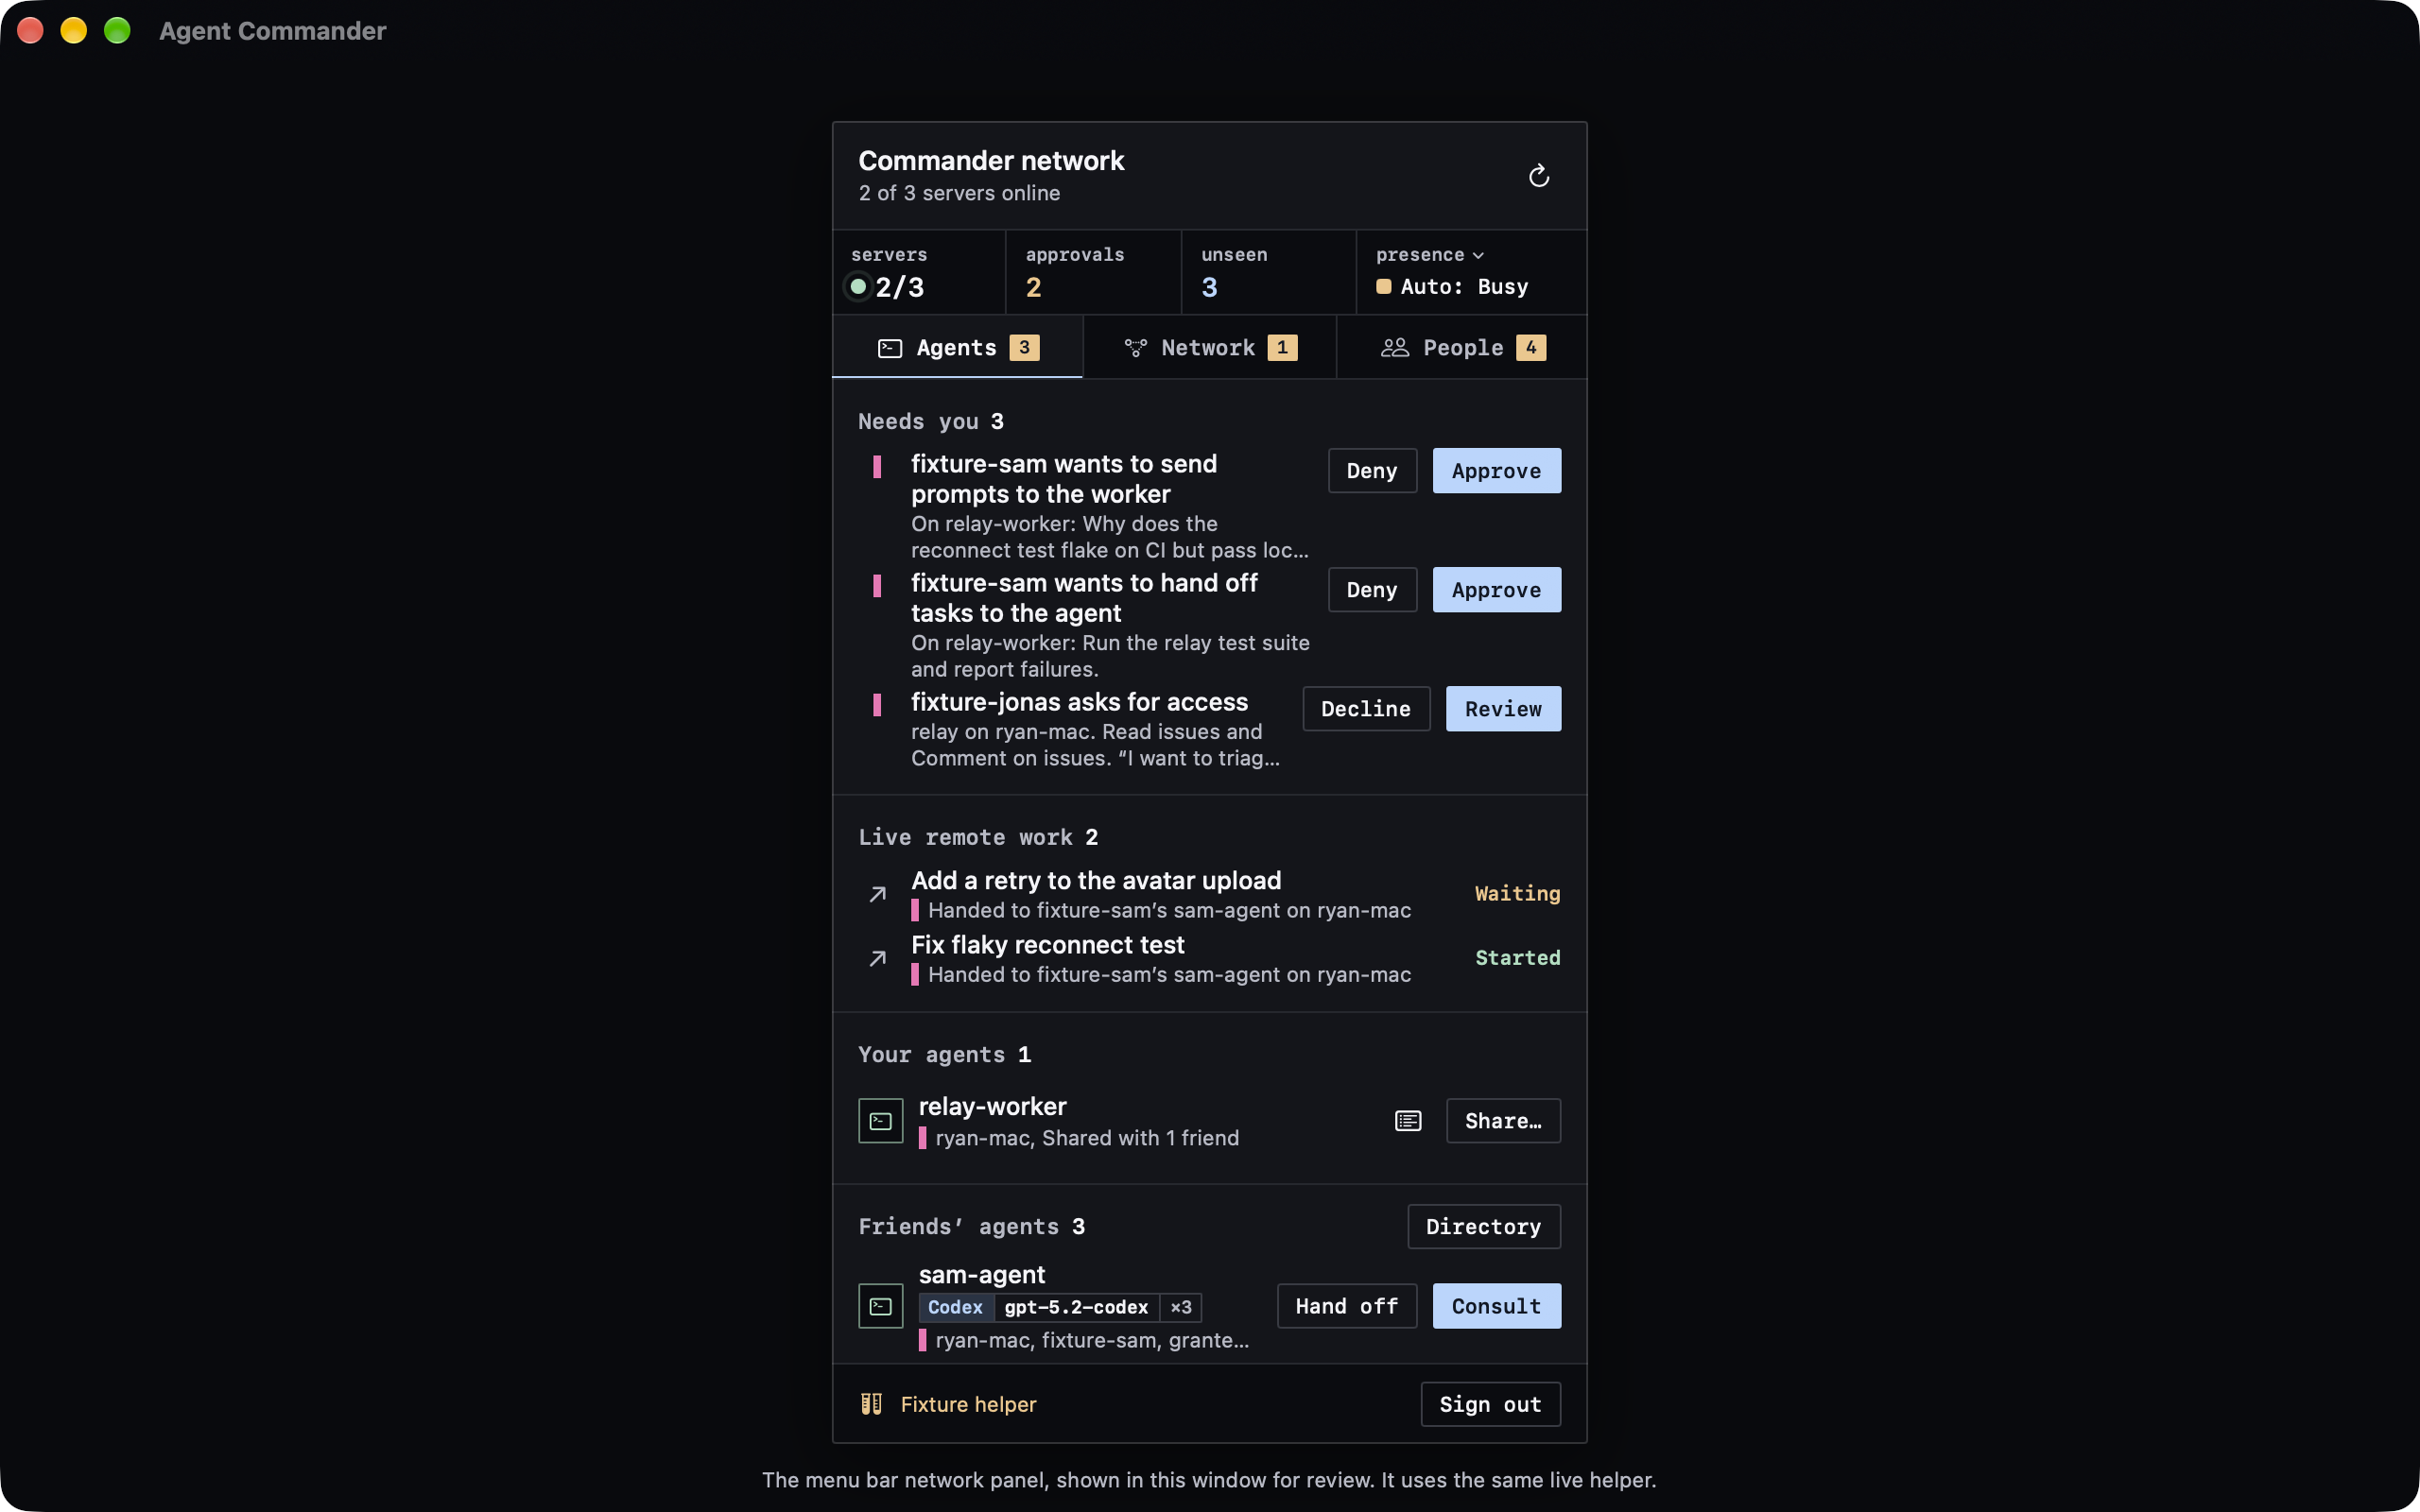 Agent Commander
Commander network
2 of 3 servers online
servers
2/3
approvals
2
unseen
3
presence
Auto: Busy
Agents 3
Network 1
People 4
Needs you 3
fixture-sam wants to send
prompts to the worker
On relay-worker: Why does the
reconnect test flake on CI but pass loc…
Deny
Approve
fixture-sam wants to hand off
tasks to the agent
On relay-worker: Run the relay test suite
and report failures.
Deny
Approve
fixture-jonas asks for access
relay on ryan-mac. Read issues and
Comment on issues. “I want to triag…
Decline
Review
Live remote work 2
Add a retry to the avatar upload
Handed to fixture-sam’s sam-agent on ryan-mac
Waiting
Fix flaky reconnect test
Handed to fixture-sam’s sam-agent on ryan-mac
Started
Your agents 1
relay-worker
ryan-mac, Shared with 1 friend
Share…
Friends’ agents 3
Directory
sam-agent
Codex gpt-5.2-codex ×3
ryan-mac, fixture-sam, grante…
Hand off
Consult
Fixture helper
Sign out
The menu bar network panel, shown in this window for review. It uses the same live helper.